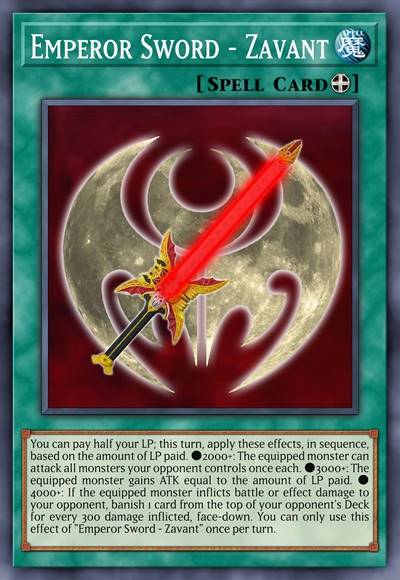 EMPEROR SWORD - ZAVANT
魔
[SPELL CARD]
You can pay half your LP; this turn, apply these effects, in sequence,
based on the amount of LP paid. ●2000+: The equipped monster can
attack all monsters your opponent controls once each. ●3000+: The
equipped monster gains ATK equal to the amount of LP paid. ●
4000+: If the equipped monster inflicts battle or effect damage to
your opponent, banish 1 card from the top of your opponent's Deck
for every 300 damage inflicted, face-down. You can only use this
effect of "Emperor Sword - Zavant" once per turn.